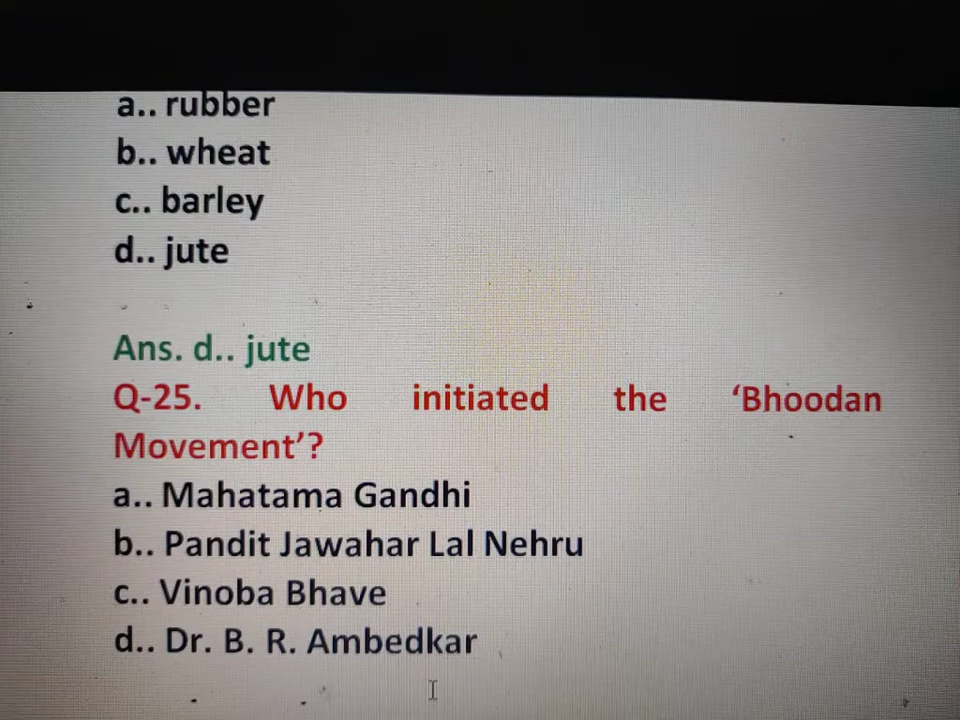 a.. rubber
b.. wheat
c.. barley
d.. jute
Ans. d.. jute
Q-25. Who initiated the ‘Bhoodan
Movement’?
a.. Mahatama Gandhi
b.. Pandit Jawahar Lal Nehru
c.. Vinoba Bhave
d.. Dr. B. R. Ambedkar